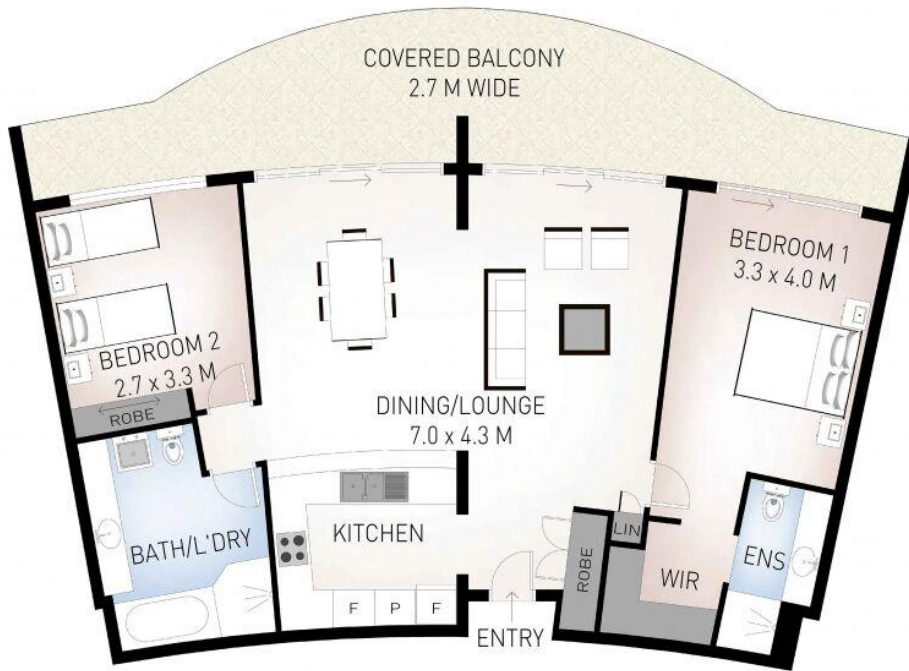 COVERED BALCONY
2.7 M WIDE
BEDROOM 1
3.3 x 4.0 M
BEDROOM 2
2.7 x 3.3 M
ROBE
DINING/LOUNGE
7.0 x 4.3 M
BATH/L'DRY
KITCHEN
F
P
F
ENTRY
ROBE
LIN
WIR
ENS